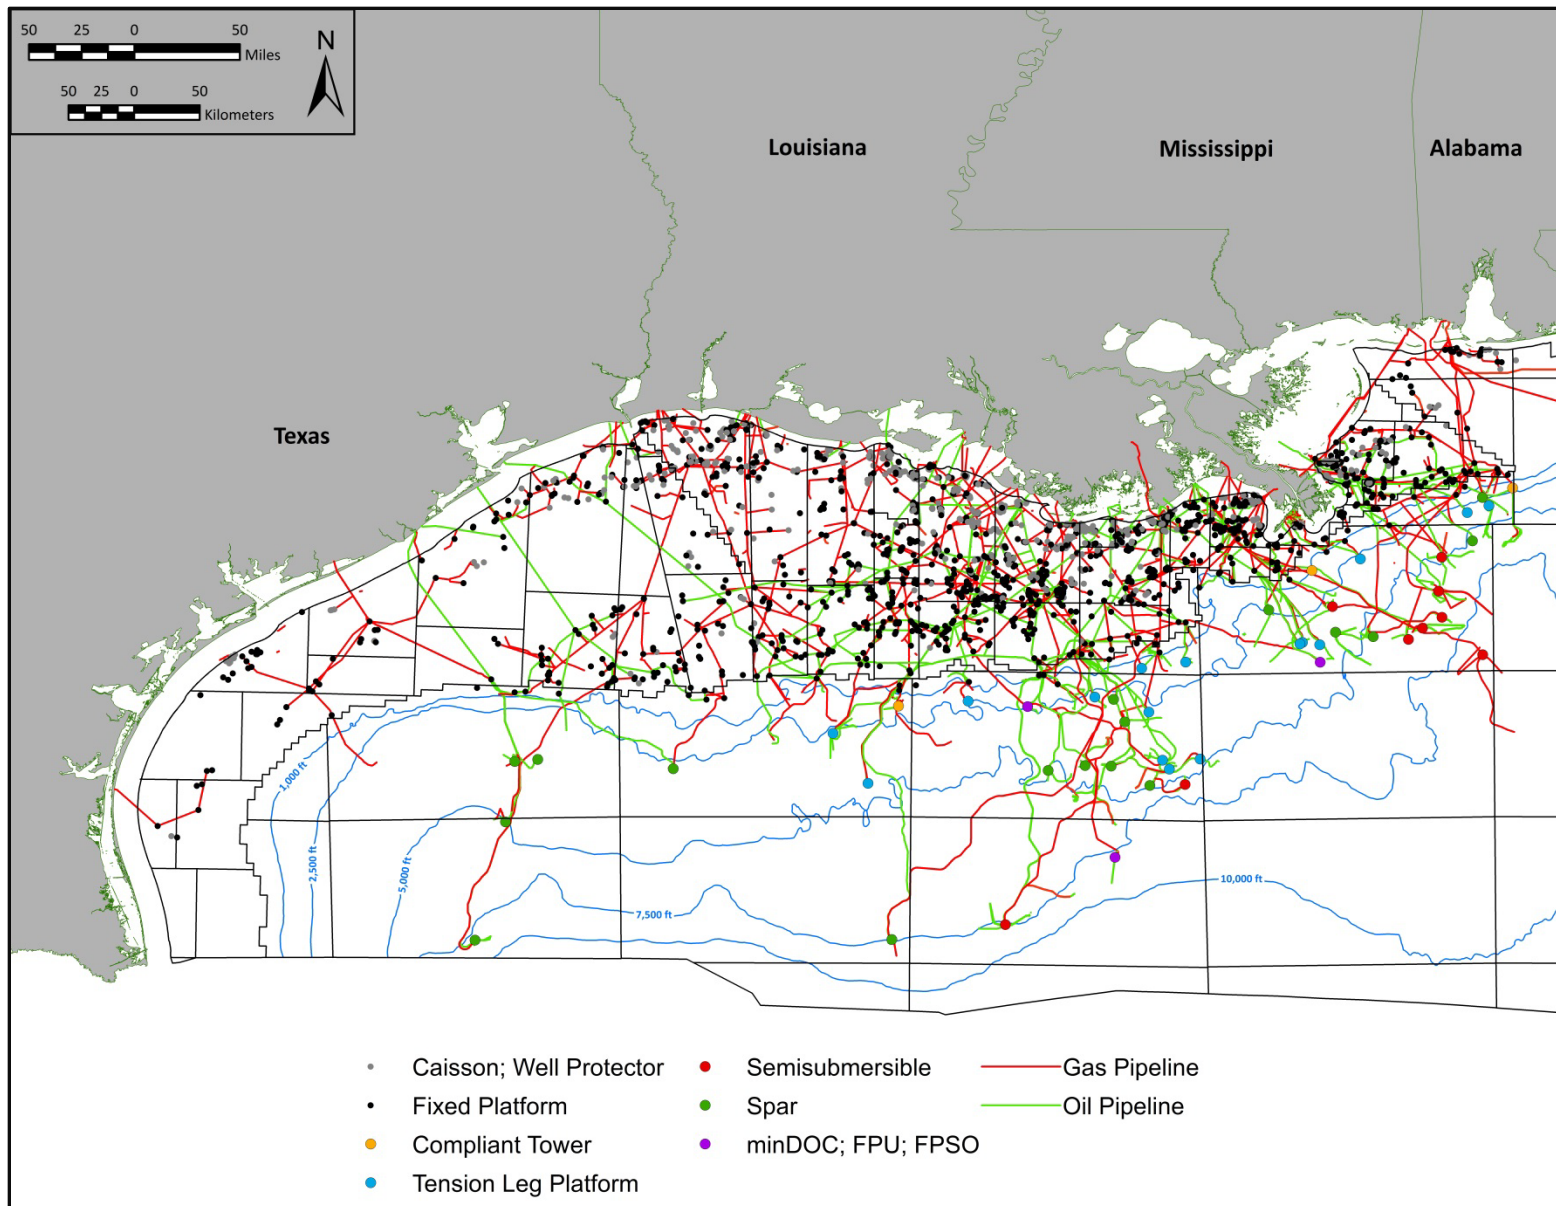 50 25 0 50
Miles
50 25 0 50
Kilometers
N
Louisiana
Mississippi
Alabama
Texas
1,000 ft
2,500 ft
5,000 ft
7,500 ft
10,000 ft
Caisson; Well Protector
Fixed Platform
Compliant Tower
Tension Leg Platform
Semisubmersible
Spar
minDOC; FPU; FPSO
Gas Pipeline
Oil Pipeline